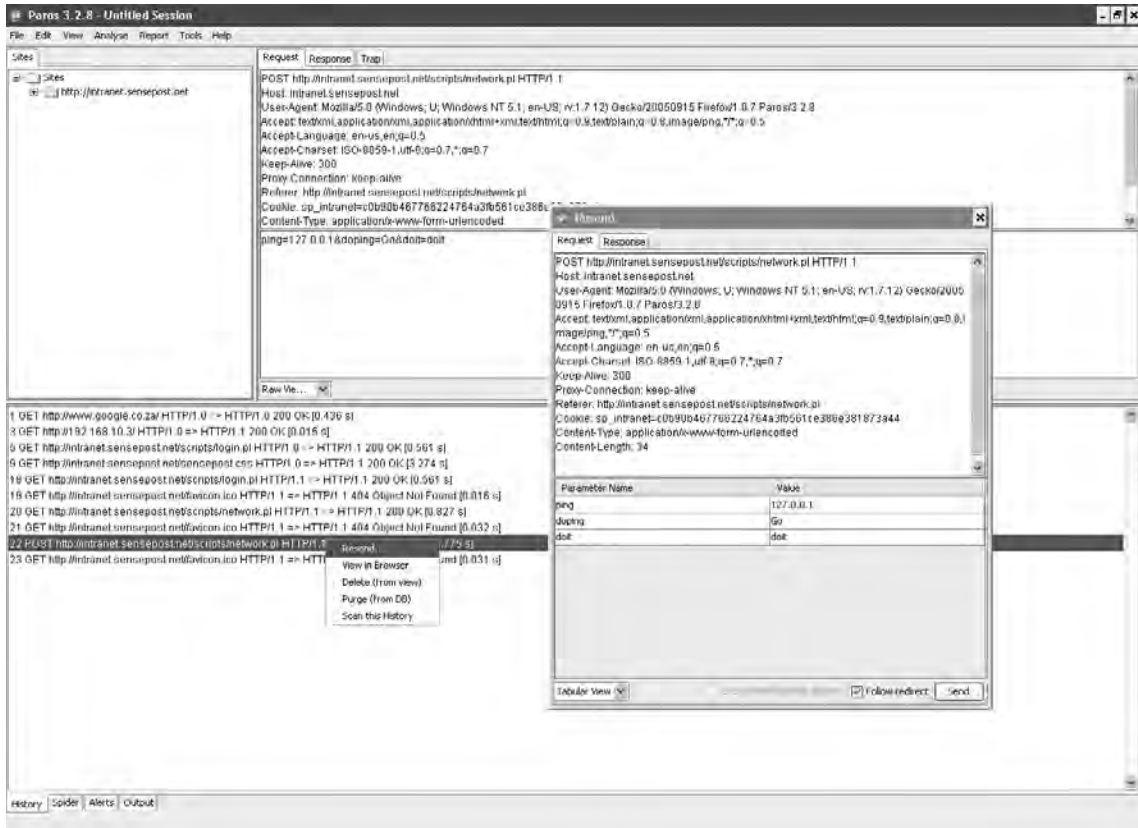 Paros 3.2.8 - Untitled Session
File Edit View Analyse Report Tools Help
Sites
Sites
http://intranet.sensepost.net
Request Response Trap
POST http://intranet.sensepost.net/scripts/network.pl HTTP/1.1
Host: intranet.sensepost.net
User-Agent: Mozilla/5.0 (Windows; U; Windows NT 5.1; en-US; rv:1.7.12) Gecko/20050915 Firefox/1.0.7 Paros/3.2.8
Accept: text/xml,application/xml,application/xhtml+xml,text/html;q=0.9,text/plain;q=0.8,image/png,*/*;q=0.5
Accept-Language: en-us,en;q=0.5
Accept-Charset: ISO-8859-1,utf-8;q=0.7,*;q=0.7
Keep-Alive: 300
Proxy-Connection: keep-alive
Referer: http://intranet.sensepost.net/scripts/network.pl
Cookie: sp_intranet=c0b90b467766224764a3fb561ce386
Content-Type: application/x-www-form-urlencoded
ping=127.0.0.1&doping=Go&doit=doit
Raw Vie...
1 GET http://www.google.co.za/ HTTP/1.0 => HTTP/1.0 200 OK [0.436 s]
3 GET http://192.168.10.3/ HTTP/1.0 => HTTP/1.1 200 OK [0.016 s]
5 GET http://intranet.sensepost.net/scripts/login.pl HTTP/1.0 => HTTP/1.1 200 OK [0.561 s]
9 GET http://intranet.sensepost.net/sensepost.css HTTP/1.0 => HTTP/1.1 200 OK [3.274 s]
18 GET http://intranet.sensepost.net/scripts/login.pl HTTP/1.1 => HTTP/1.1 200 OK [0.561 s]
19 GET http://intranet.sensepost.net/favicon.ico HTTP/1.1 => HTTP/1.1 404 Object Not Found [0.016 s]
20 GET http://intranet.sensepost.net/scripts/network.pl HTTP/1.1 => HTTP/1.1 200 OK [0.827 s]
21 GET http://intranet.sensepost.net/favicon.ico HTTP/1.1 => HTTP/1.1 404 Object Not Found [0.032 s]
22 POST http://intranet.sensepost.net/scripts/network.pl HTTP/1.1 .775 s]
23 GET http://intranet.sensepost.net/favicon.ico HTTP/1.1 => HTT ound [0.031 s]
Resend...
View in Browser
Delete (from view)
Purge (from DB)
Scan this History
Resend
Request Response
POST http://intranet.sensepost.net/scripts/network.pl HTTP/1.1
Host: intranet.sensepost.net
User-Agent: Mozilla/5.0 (Windows; U; Windows NT 5.1; en-US; rv:1.7.12) Gecko/2005
0915 Firefox/1.0.7 Paros/3.2.8
Accept: text/xml,application/xml,application/xhtml+xml,text/html;q=0.9,text/plain;q=0.8,i
mage/png,*/*;q=0.5
Accept-Language: en-us,en;q=0.5
Accept-Charset: ISO-8859-1,utf-8;q=0.7,*;q=0.7
Keep-Alive: 300
Proxy-Connection: keep-alive
Referer: http://intranet.sensepost.net/scripts/network.pl
Cookie: sp_intranet=c0b90b467766224764a3fb561ce386e381873a44
Content-Type: application/x-www-form-urlencoded
Content-Length: 34
Parameter Name Value
ping 127.0.0.1
doping Go
doit doit
Tabular View Follow redirect Send
History Spider Alerts Output